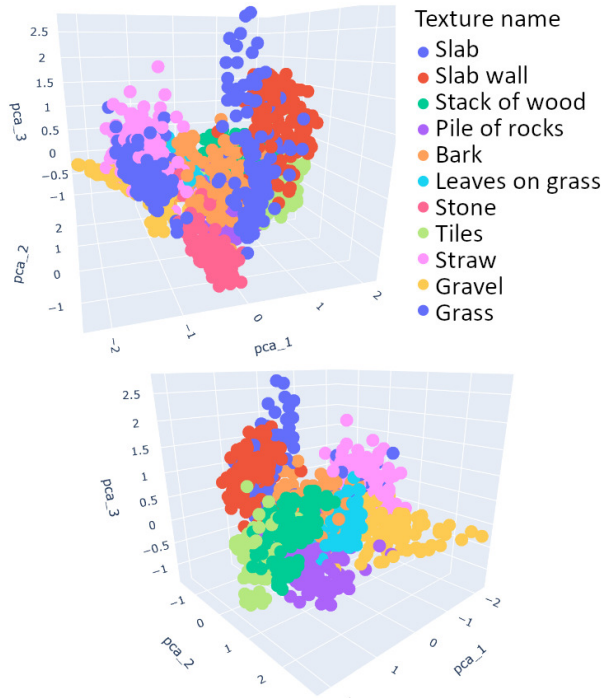 Texture name
Slab
Slab wall
Stack of wood
Pile of rocks
Bark
Leaves on grass
Stone
Tiles
Straw
Gravel
Grass
2.5
2
1.5
1
0.5
0
−0.5
−1
pca_3
2
1
0
−1
pca_2
−2
−1
0
1
2
pca_1
2.5
2
1.5
1
0.5
0
−0.5
−1
pca_3
−1
0
1
2
pca_2
1
0
−1
−2
pca_1